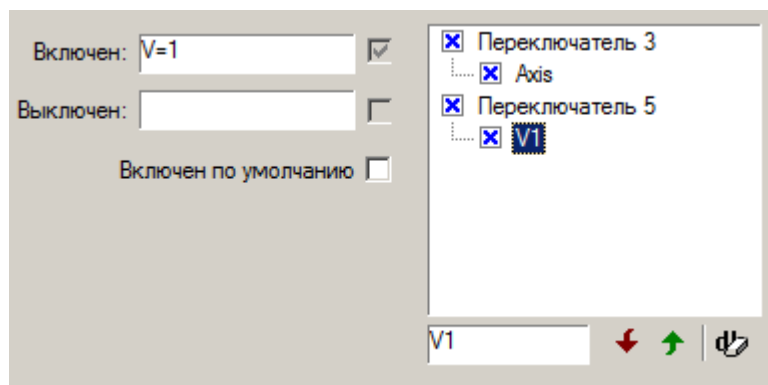 Включен: V=1
Выключен:
Включен по умолчанию
Переключатель 3
Axis
Переключатель 5
V1
V1